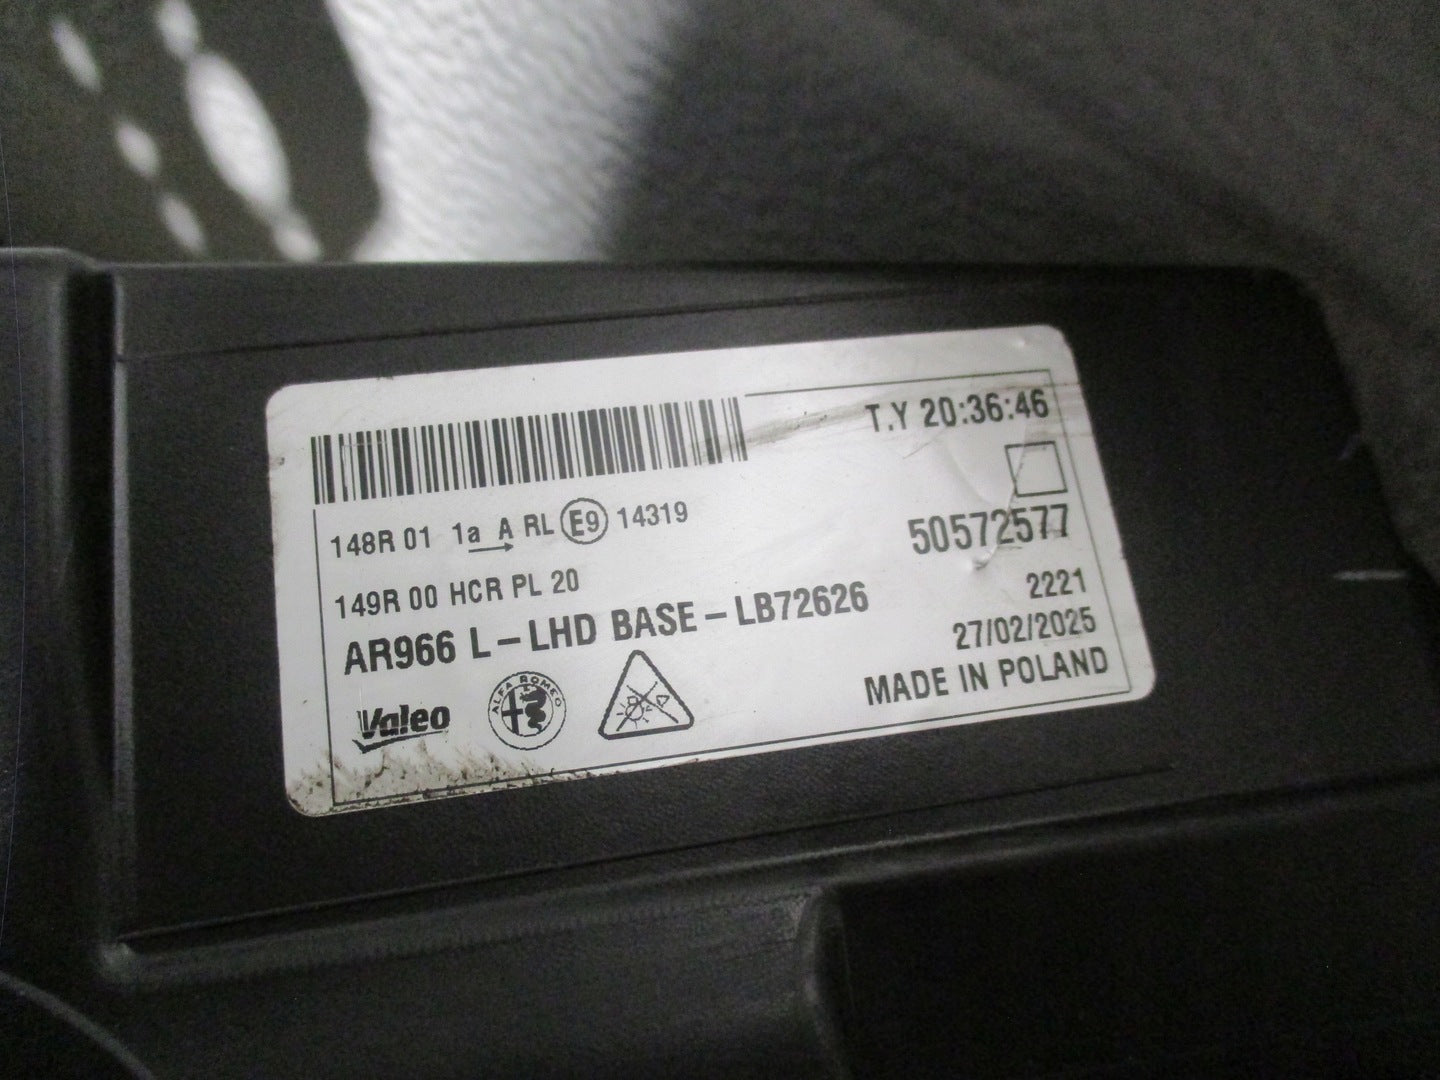 T.Y 20:36:46
148R 01 1a A RL E9 14319
50572577
149R 00 HCR PL 20
2221
AR966 L-LHD BASE-LB72626
27/02/2025
MADE IN POLAND
Valeo
ALFA ROMEO